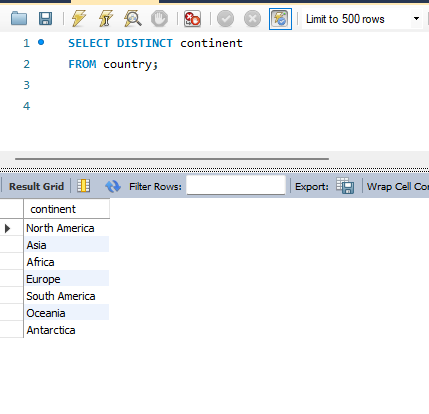 Limit to 500 rows
1 SELECT DISTINCT continent
2 FROM country;
3
4
Result Grid Filter Rows: Export: Wrap Cell Co
continent
North America
Asia
Africa
Europe
South America
Oceania
Antarctica